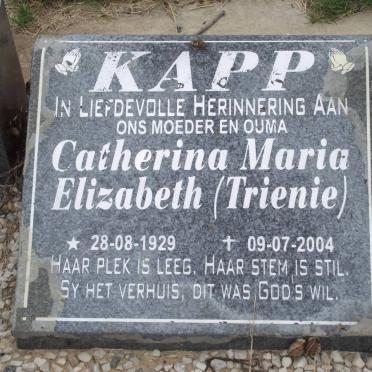 KAPP
IN LIEFDEVOLLE HERINNERING AAN
ONS MOEDER EN OUMA
Catherina Maria
Elizabeth (Trienie)
★ 28-08-1929 ✝ 09-07-2004
HAAR PLEK IS LEEG. HAAR STEM IS STIL.
SY HET VERHUIS, DIT WAS GOD'S WIL.